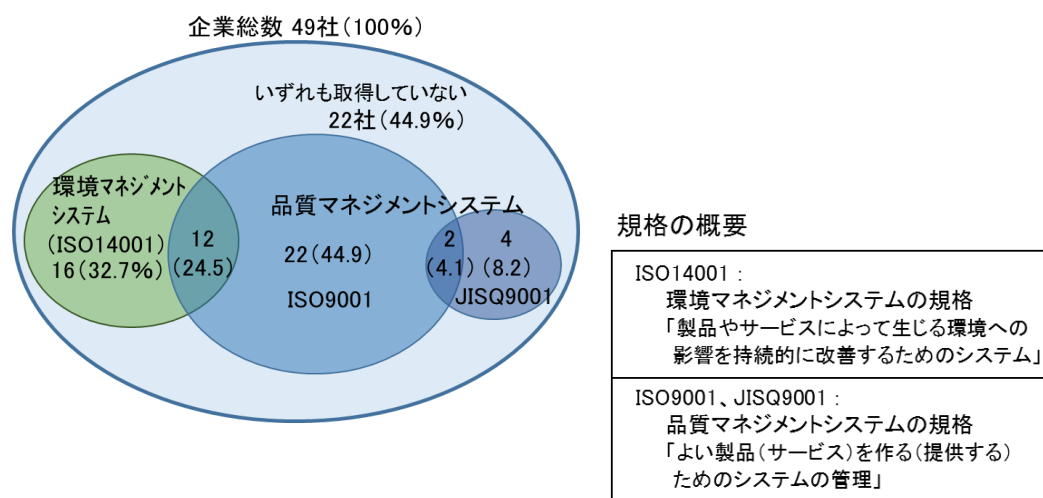 企業総数 49社(100%)
いずれも取得していない
22社(44.9%)
環境マネジメント
システム
(ISO14001)
16(32.7%)
12
(24.5)
品質マネジメントシステム
22(44.9)
ISO9001
2
(4.1)
4
(8.2)
JISQ9001
規格の概要
ISO14001：
環境マネジメントシステムの規格
「製品やサービスによって生じる環境への
影響を持続的に改善するためのシステム」
ISO9001、JISQ9001：
品質マネジメントシステムの規格
「よい製品(サービス)を作る(提供する)
ためのシステムの管理」